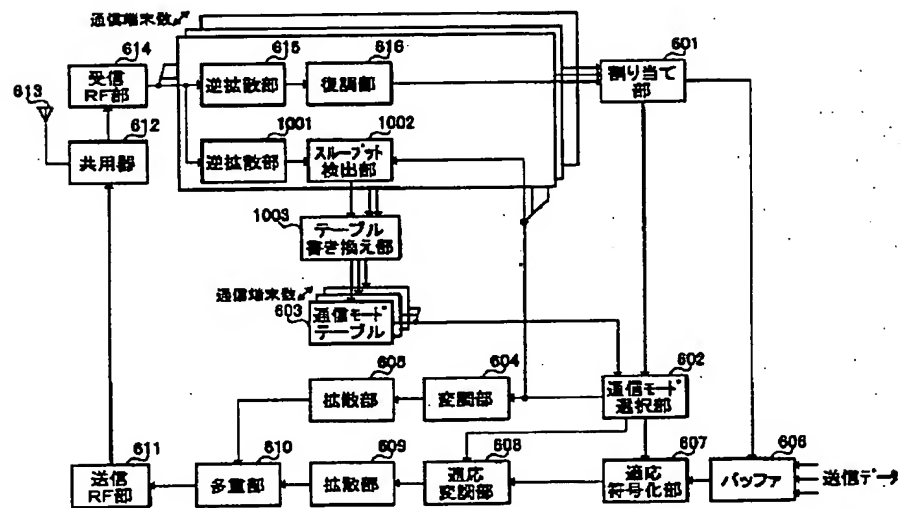 通信端末数
614
受信
RF部
615
逆拡散部
616
復調部
601
割り当て
部
613
612
共用器
1001
逆拡散部
1002
スループット
検出部
1003
テーブル
書き換え部
通信端末数
603
通信モード
テーブル
602
通信モード
選択部
605
拡散部
604
変調部
611
送信
RF部
610
多重部
609
拡散部
608
適応
変調部
607
適応
符号化部
606
バッファ
送信データ